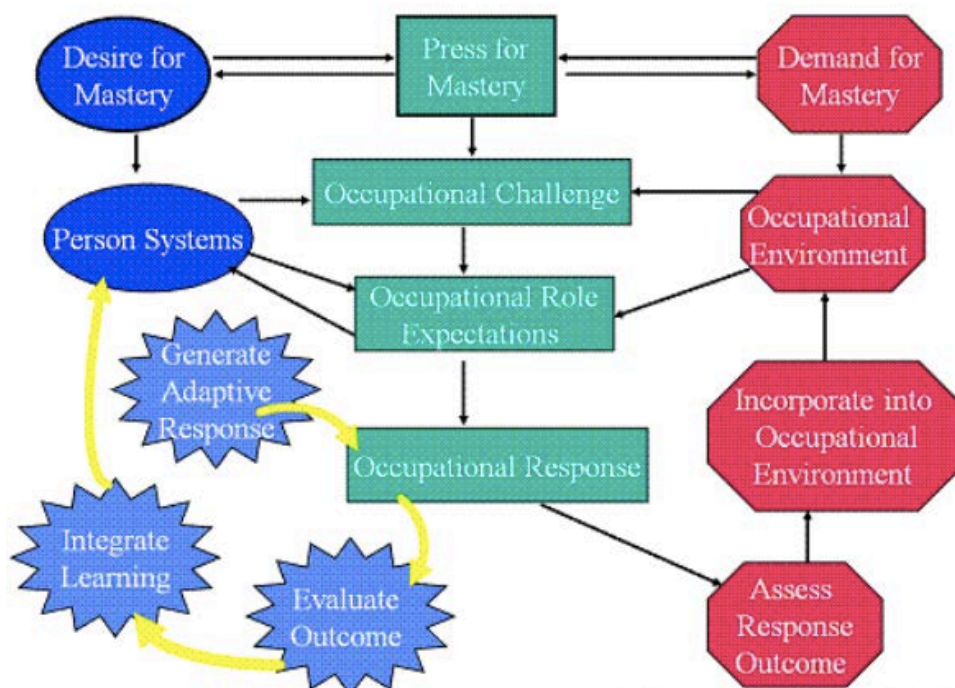 Desire for
Mastery
Press for
Mastery
Demand for
Mastery
Occupational Challenge
Person Systems
Occupational
Environment
Occupational Role
Expectations
Generate
Adaptive
Response
Incorporate into
Occupational
Environment
Occupational Response
Integrate
Learning
Evaluate
Outcome
Assess
Response
Outcome